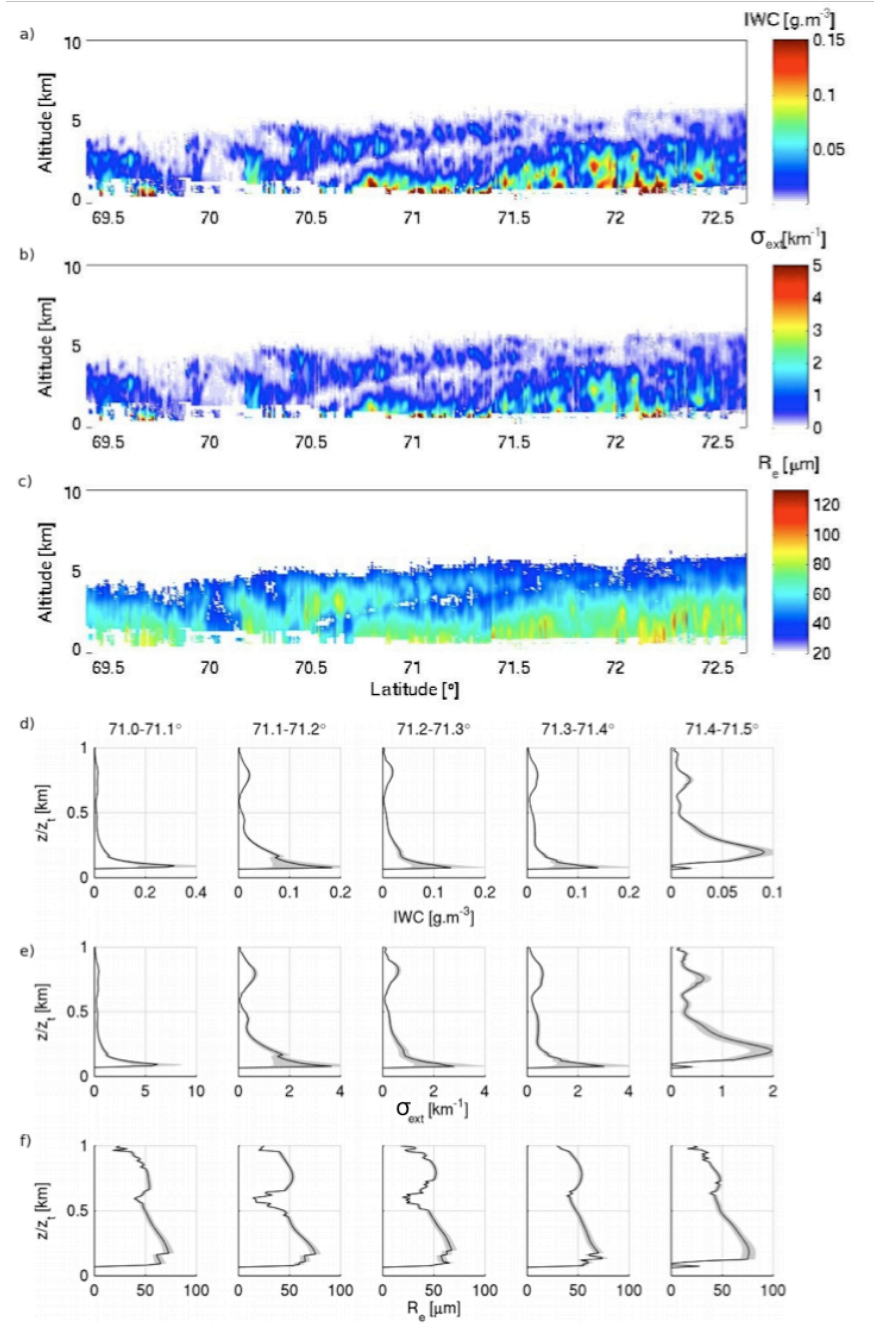 a)
IWC [g.m-3]
Altitude [km]
10
5
0
69.5 70 70.5 71 71.5 72 72.5
0.15
0.1
0.05
b)
σext[km-1]
Altitude [km]
10
5
0
69.5 70 70.5 71 71.5 72 72.5
5
4
3
2
1
0
c)
Re [μm]
Altitude [km]
10
5
0
69.5 70 70.5 71 71.5 72 72.5
Latitude [°]
120
100
80
60
40
20
d)
71.0-71.1° 71.1-71.2° 71.2-71.3° 71.3-71.4° 71.4-71.5°
z/zt [km]
1
0.5
0
0 0.2 0.4 0 0.1 0.2 0 0.1 0.2 0 0.1 0.2 0 0.05 0.1
IWC [g.m-3]
e)
z/zt [km]
1
0.5
0
0 5 10 0 2 4 0 2 4 0 2 4 0 1 2
σext [km-1]
f)
z/zt [km]
1
0.5
0
0 50 100 0 50 100 0 50 100 0 50 100 0 50 100
Re [μm]